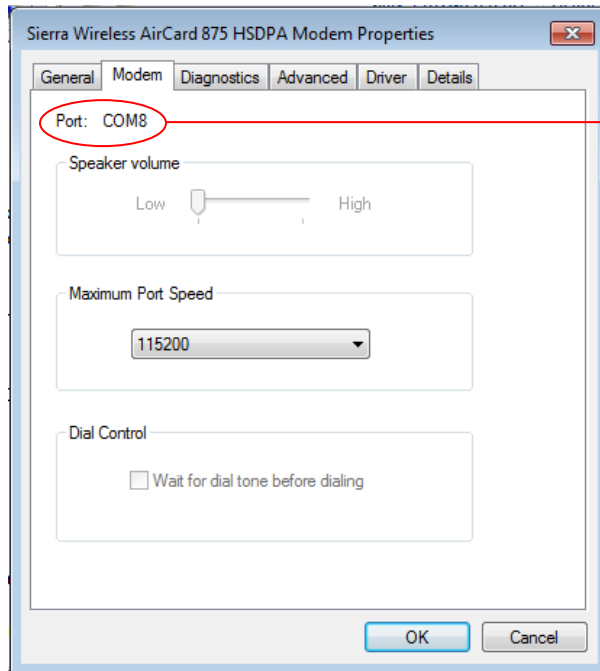 Sierra Wireless AirCard 875 HSDPA Modem Properties
General Modem Diagnostics Advanced Driver Details
Port: COM8
Speaker volume
Low High
Maximum Port Speed
115200
Dial Control
Wait for dial tone before dialing
OK Cancel